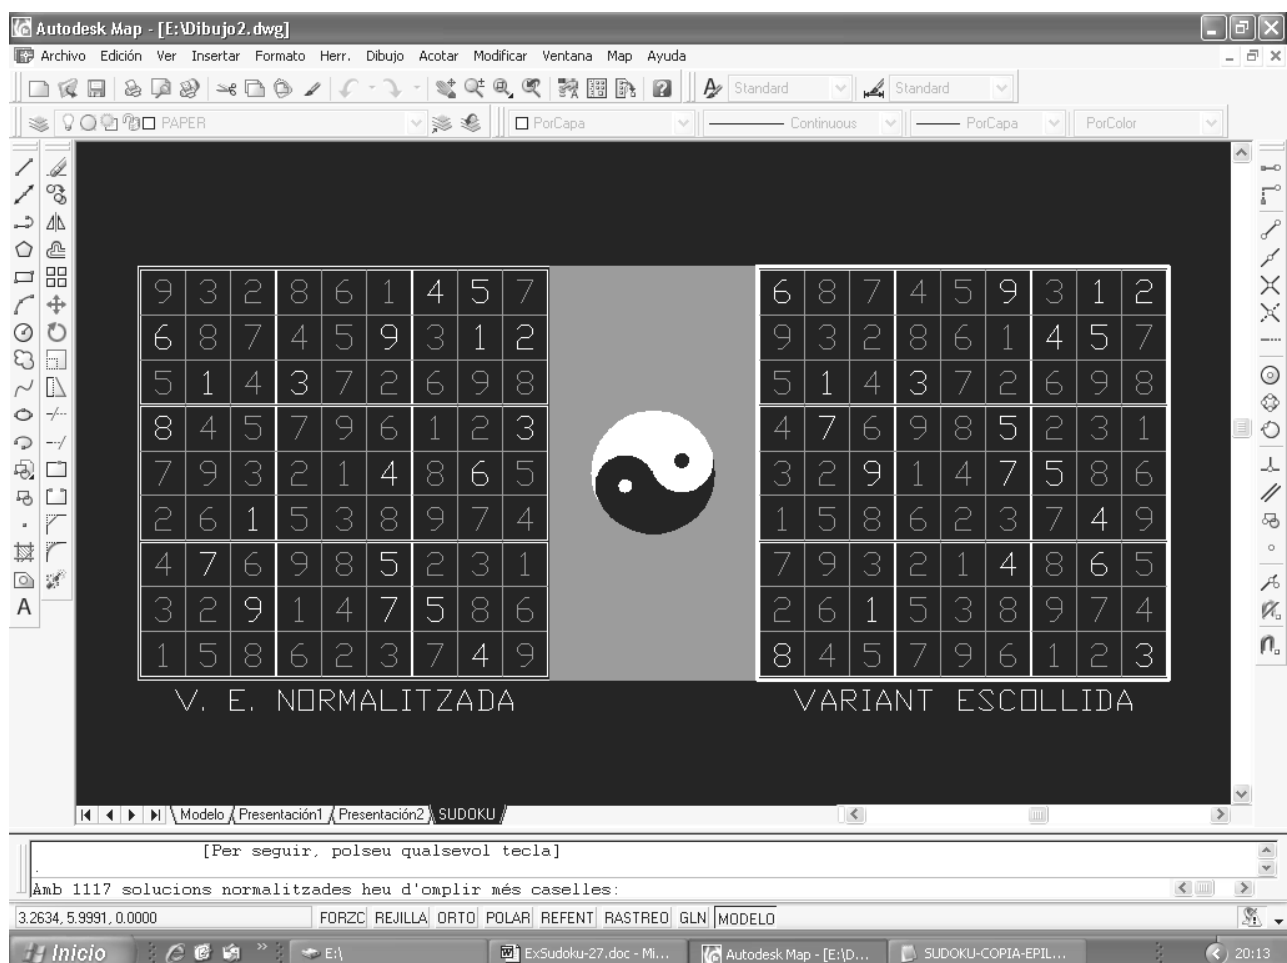 Autodesk Map - [E:\Dibujo2.dwg]
Archivo Edición Ver Insertar Formato Herr. Dibujo Acotar Modificar Ventana Map Ayuda
Standard Standard
PAPER PorCapa Continuous PorCapa PorColor
9 3 2 8 6 1 4 5 7 6 8 7 4 5 9 3 1 2
6 8 7 4 5 9 3 1 2 9 3 2 8 6 1 4 5 7
5 1 4 3 7 2 6 9 8 5 1 4 3 7 2 6 9 8
8 4 5 7 9 6 1 2 3 4 7 6 9 8 5 2 3 1
7 9 3 2 1 4 8 6 5 3 2 9 1 4 7 5 8 6
2 6 1 5 3 8 9 7 4 1 5 8 6 2 3 7 4 9
4 7 6 9 8 5 2 3 1 7 9 3 2 1 4 8 6 5
3 2 9 1 4 7 5 8 6 2 6 1 5 3 8 9 7 4
1 5 8 6 2 3 7 4 9 8 4 5 7 9 6 1 2 3
V. E. NORMALITZADA VARIANT ESCOLLIDA
A
Modelo Presentación1 Presentación2 SUDOKU
[Per seguir, polseu qualsevol tecla]
.
Amb 1117 solucions normalitzades heu d'omplir més caselles:
3.2634, 5.9991, 0.0000 FORZC REJILLA ORTO POLAR REFENT RASTREO GLN MODELO
Inicio » E:\ ExSudoku-27.doc - Mi... Autodesk Map - [E:\D... SUDOKU-COPIA-EPIL... 20:13